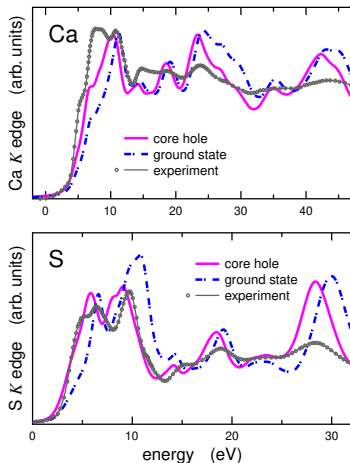 Ca
Ca K edge (arb. units)
core hole
ground state
experiment
0 10 20 30 40
S
S K edge (arb. units)
core hole
ground state
experiment
0 10 20 30
energy (eV)